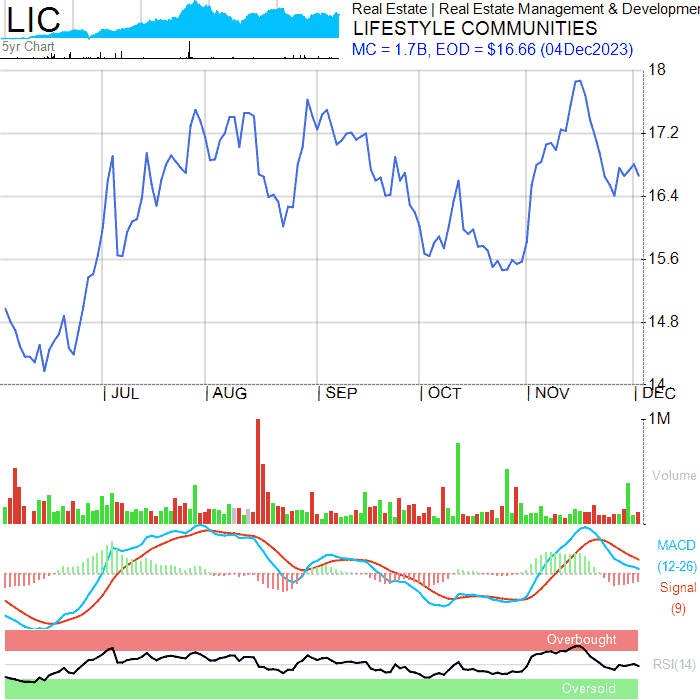 LIC
5yr Chart
Real Estate | Real Estate Management & Developmen
LIFESTYLE COMMUNITIES
MC = 1.7B, EOD = $16.66 (04Dec2023)
18
17.2
16.4
15.6
14.8
14
JUL
AUG
SEP
OCT
NOV
DEC
1M
Volume
MACD
(12-26)
Signal
(9)
Overbought
RSI(14)
Oversold